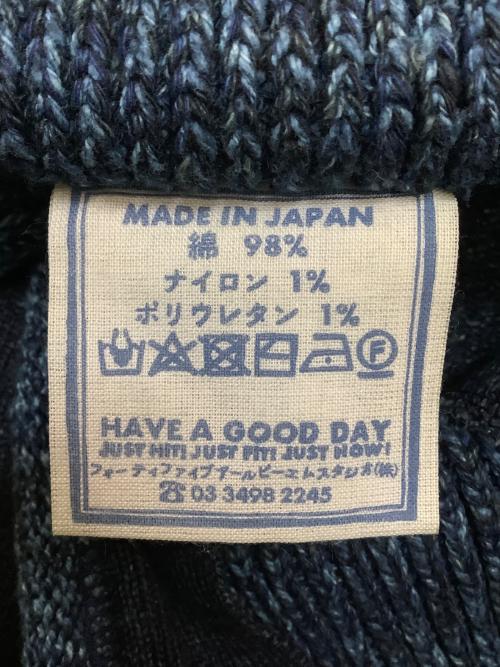 MADE IN JAPAN
綿 98%
ナイロン 1%
ポリウレタン 1%
F
HAVE A GOOD DAY
JUST HIT! JUST FIT! JUST NOW!
フォーティファイブアールピーエムスタジオ(株)
☎ 03 3498 2245